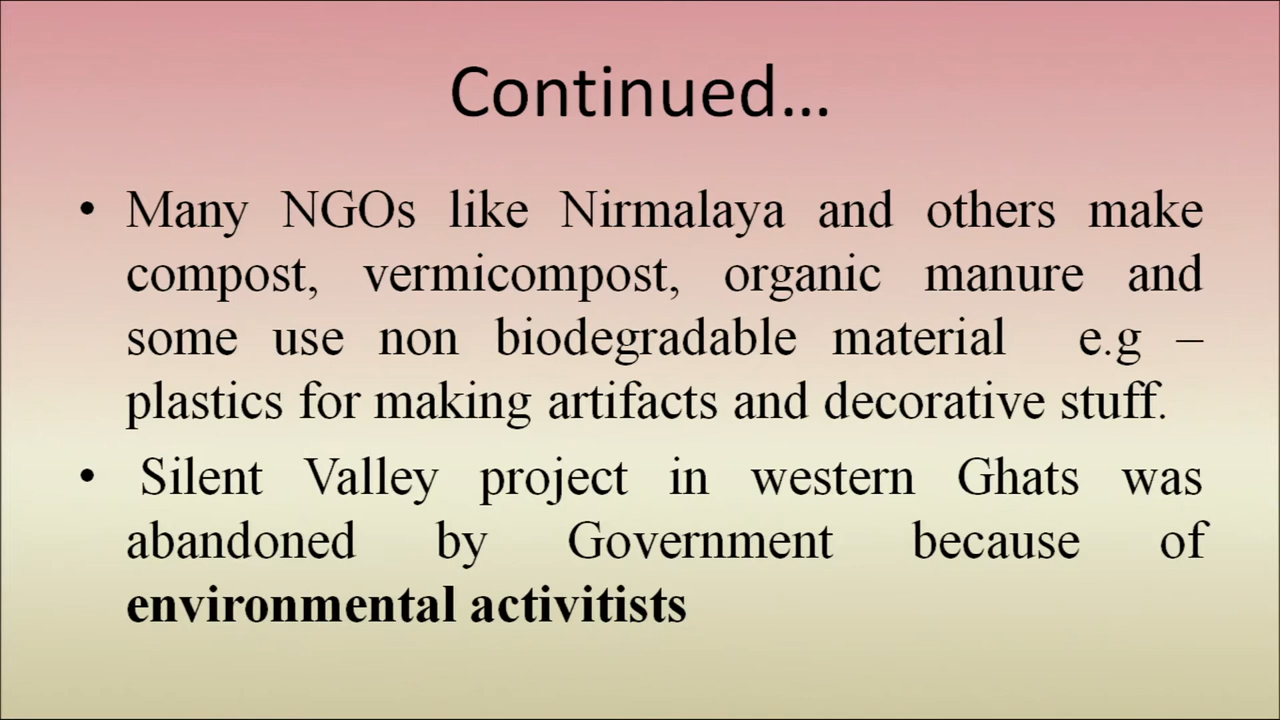 Continued…
• Many NGOs like Nirmalaya and others make
compost, vermicompost, organic manure and
some use non biodegradable material e.g –
plastics for making artifacts and decorative stuff.
• Silent Valley project in western Ghats was
abandoned by Government because of
environmental activitists